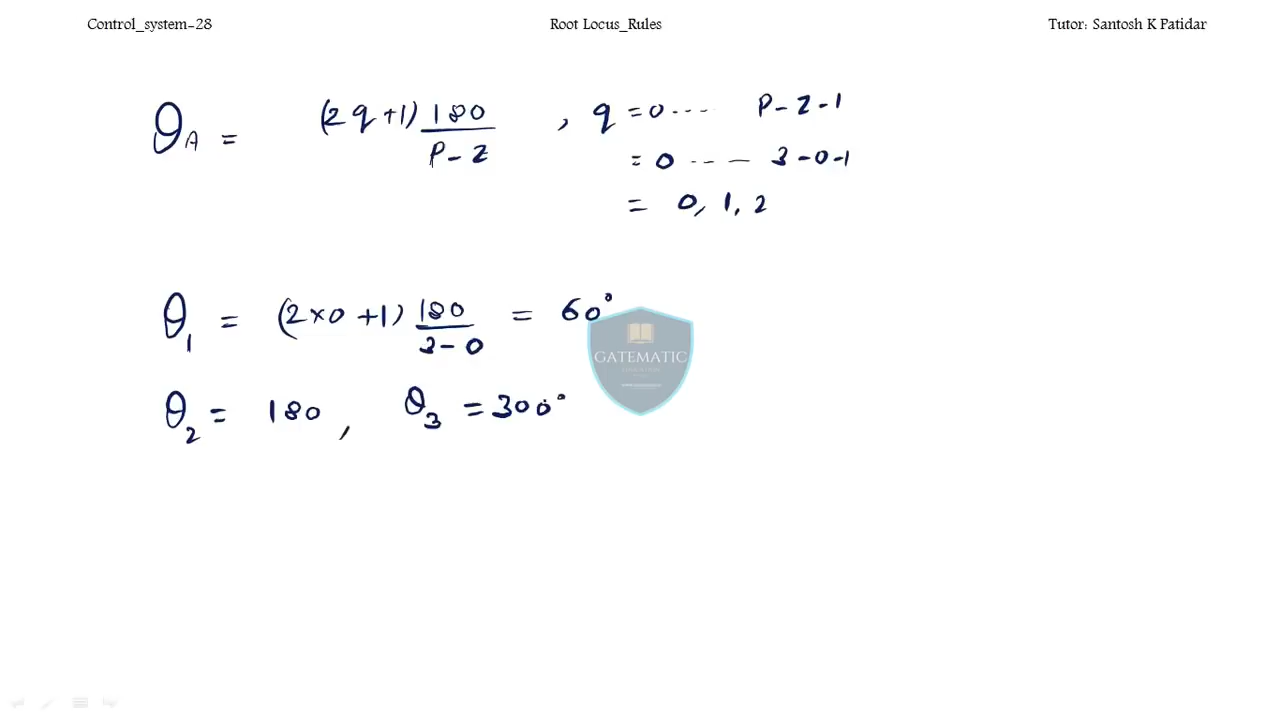 Control_system-28 Root Locus_Rules Tutor: Santosh K Patidar
θA = (2q+1) 180/P-Z , q = 0 ---- P-Z-1
= 0 ---- 3-0-1
= 0, 1, 2
θ1 = (2×0+1) 180/3-0 = 60°
GATEMATIC
θ2 = 180, θ3 = 300°